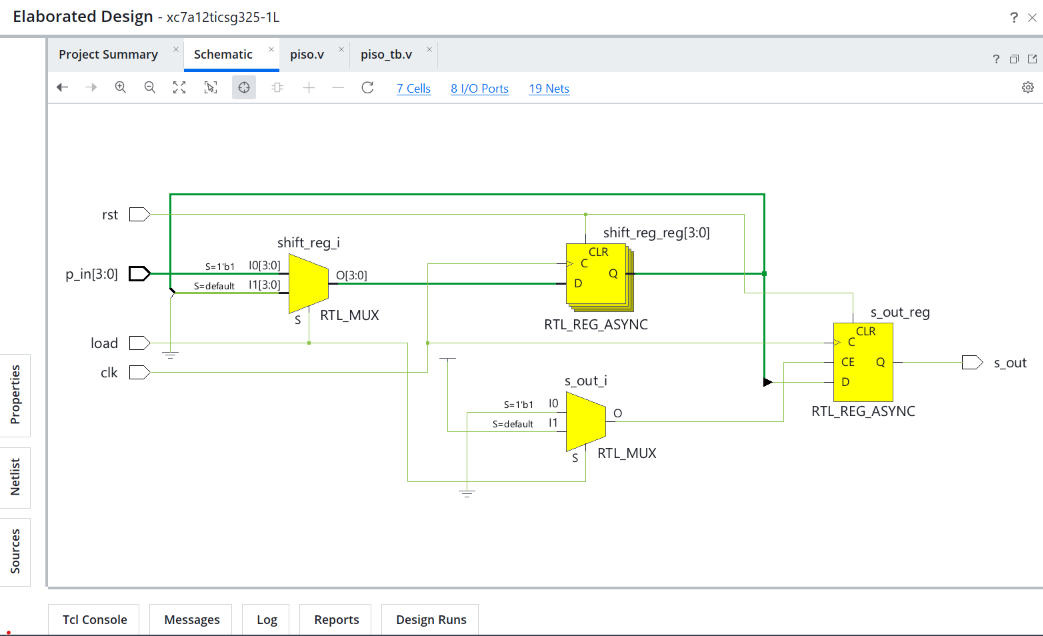 Elaborated Design - xc7a12ticsg325-1L
? ×
Project Summary × Schematic × piso.v × piso_tb.v ×
?
7 Cells 8 I/O Ports 19 Nets
rst
shift_reg_reg[3:0]
shift_reg_i
CLR
p_in[3:0]
S=1'b1 I0[3:0]
S=default I1[3:0]
O[3:0]
S
RTL_MUX
C
D
Q
RTL_REG_ASYNC
load
clk
s_out_reg
CLR
C
CE
D
Q
s_out
RTL_REG_ASYNC
s_out_i
S=1'b1 I0
S=default I1
O
S
RTL_MUX
Properties
Netlist
Sources
Tcl Console Messages Log Reports Design Runs